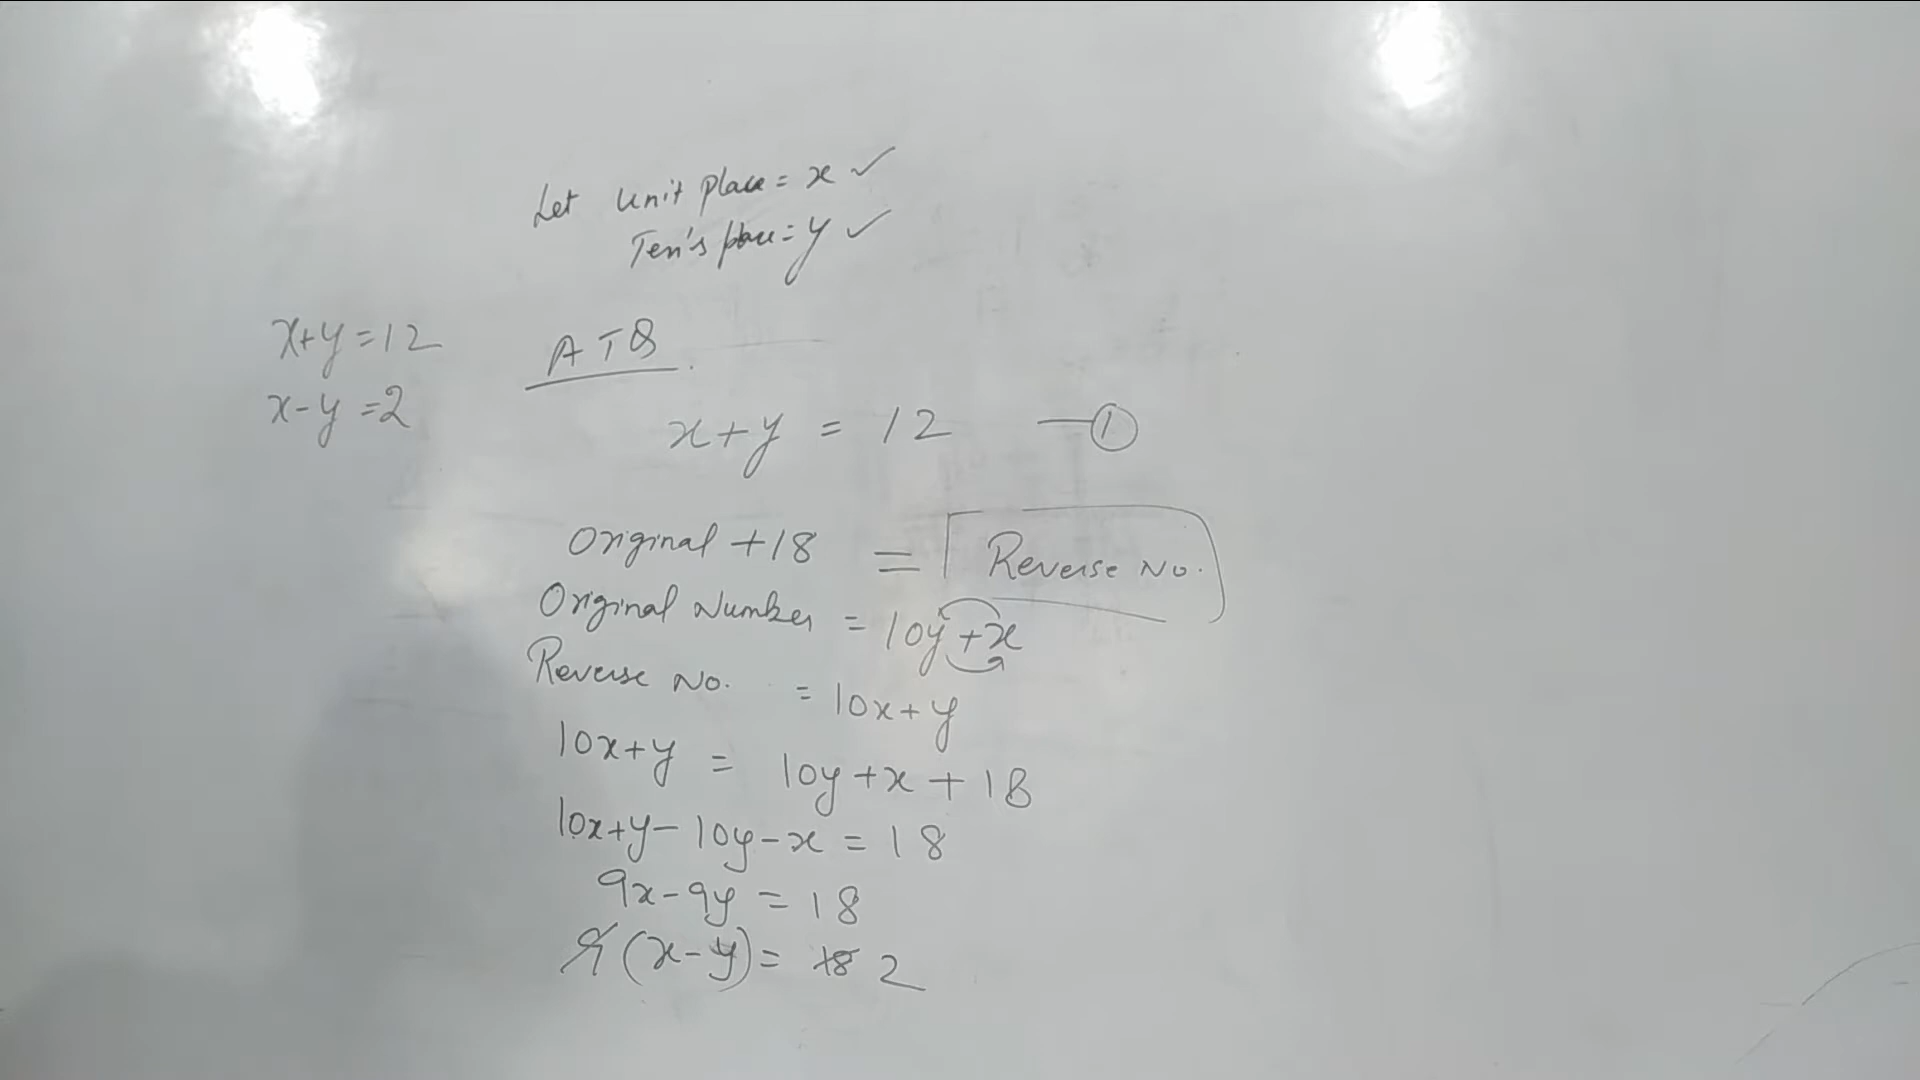 Let unit place = x ✓
Ten's place = y ✓
x+y=12
x-y=2
ATQ.
x+y = 12 —①
Original +18 = Reverse No.
Original Number = 10y+x
Reverse No. = 10x+y
10x+y = 10y+x+18
10x+y-10y-x = 18
9x-9y = 18
9(x-y)= 18 2